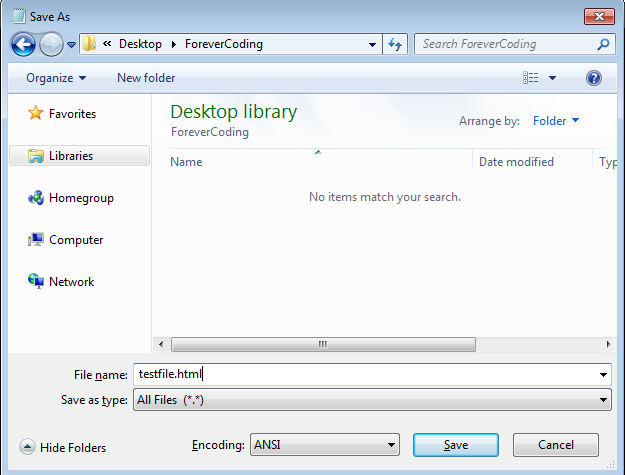 Save As
« Desktop ▸ ForeverCoding
Search ForeverCoding
Organize
New folder
Favorites
Libraries
Homegroup
Computer
Network
Desktop library
ForeverCoding
Arrange by: Folder
Name Date modified Typ
No items match your search.
File name: testfile.html
Save as type: All Files (*.*)
Hide Folders
Encoding: ANSI
Save
Cancel